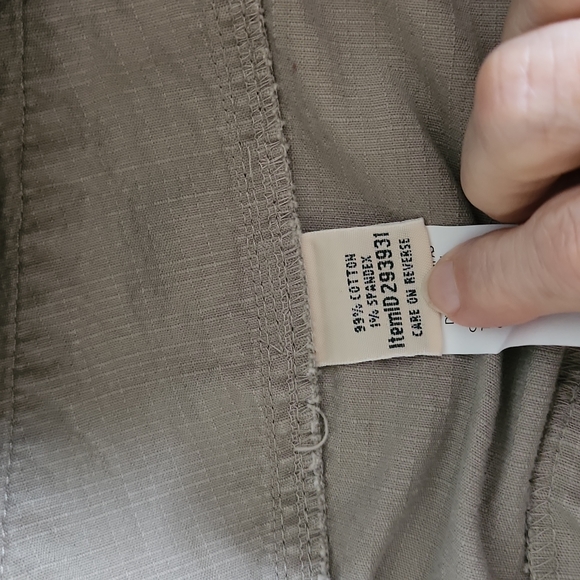 99% COTTON
1% SPANDEX
ItemID 293931
CARE ON REVERSE